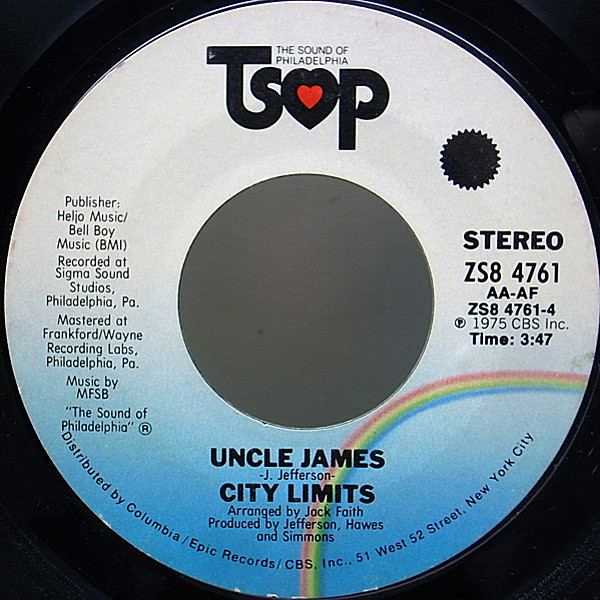 THE SOUND OF
PHILADELPHIA
TSOP
Publisher:
Heljo Music/
Bell Boy
Music (BMI)
Recorded at
Sigma Sound
Studios,
Philadelphia, Pa.
Mastered at
Frankford/Wayne
Recording Labs,
Philadelphia, Pa.
Music by
MFSB
"The Sound of
Philadelphia" ®
STEREO
ZS8 4761
AA-AF
ZS8 4761-4
℗ 1975 CBS Inc.
Time: 3:47
UNCLE JAMES
-J. Jefferson-
CITY LIMITS
Arranged by Jack Faith
Produced by Jefferson, Hawes
and Simmons
Distributed by Columbia/Epic Records/CBS, Inc., 51 West 52 Street, New York City